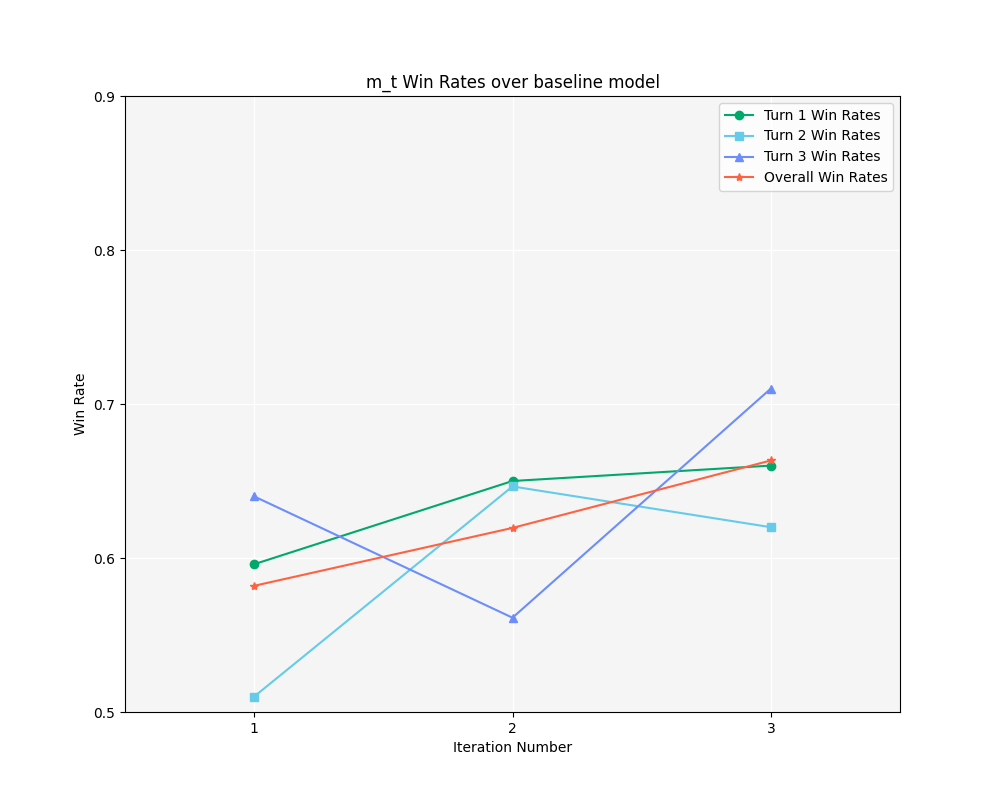 m_t Win Rates over baseline model
0.9
0.8
0.7
0.6
0.5
Win Rate
Turn 1 Win Rates
Turn 2 Win Rates
Turn 3 Win Rates
Overall Win Rates
1 2 3
Iteration Number